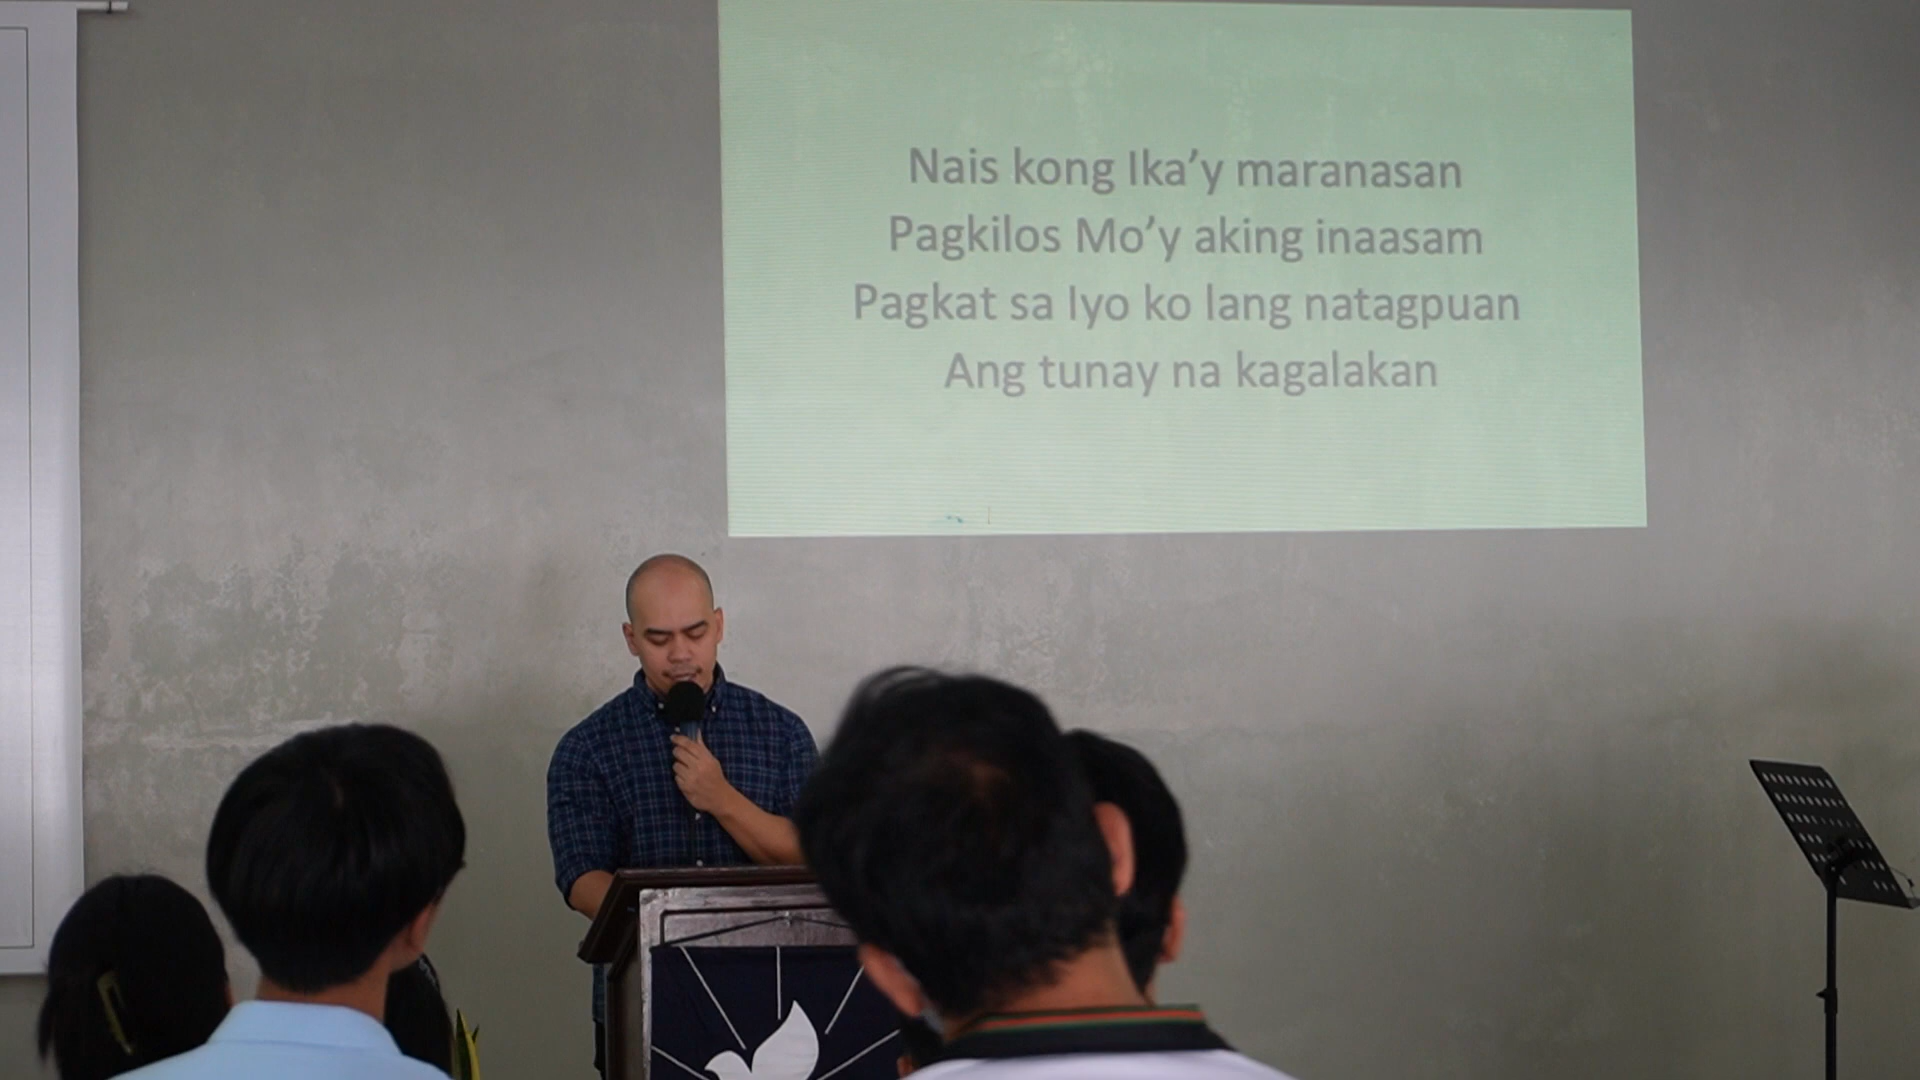 Nais kong Ika’y maranasan
Pagkilos Mo’y aking inaasam
Pagkat sa Iyo ko lang natagpuan
Ang tunay na kagalakan